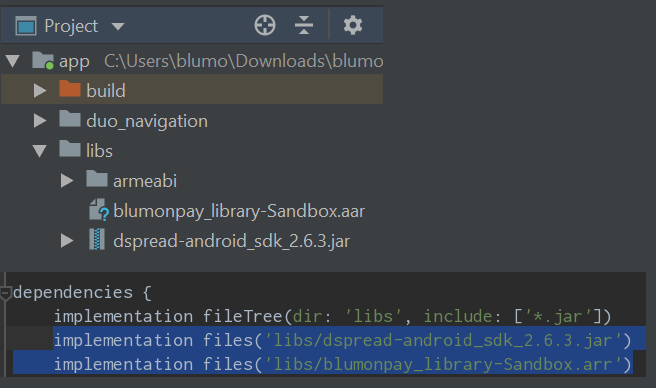 Project
app C:\Users\blumo\Downloads\blumo
build
duo_navigation
libs
armeabi
blumonpay_library-Sandbox.aar
dspread-android_sdk_2.6.3.jar
dependencies {
implementation fileTree(dir: 'libs', include: ['*.jar'])
implementation files('libs/dspread-android_sdk_2.6.3.jar')
implementation files('libs/blumonpay_library-Sandbox.arr')